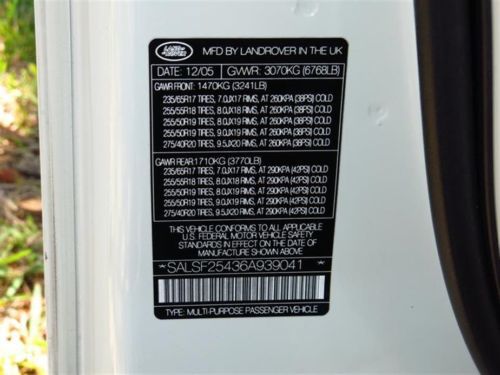 LAND ROVER
MFD BY LANDROVER IN THE UK
12/05 GVWR: 3070KG (6768LB)
GAWR FRONT: 1470KG (3241LB)
235/65R17 TIRES, 7.0JX17 RIMS, AT 260KPA (38PSI) COLD
255/55R18 TIRES, 8.0JX18 RIMS, AT 260KPA (38PSI) COLD
255/50R19 TIRES, 8.0JX19 RIMS, AT 260KPA (38PSI) COLD
255/50R19 TIRES, 9.0JX19 RIMS, AT 260KPA (38PSI) COLD
275/40R20 TIRES, 9.5JX20 RIMS, AT 260KPA (38PSI) COLD
GAWR REAR: 1710KG (3770LB)
235/65R17 TIRES, 7.0JX17 RIMS, AT 290KPA (42PSI) COLD
255/55R18 TIRES, 8.0JX18 RIMS, AT 290KPA (42PSI) COLD
255/50R19 TIRES, 8.0JX19 RIMS, AT 290KPA (42PSI) COLD
255/50R19 TIRES, 9.0JX19 RIMS, AT 290KPA (42PSI) COLD
275/40R20 TIRES, 9.5JX20 RIMS, AT 290KPA (42PSI) COLD
THIS VEHICLE CONFORMS TO ALL APPLICABLE
U.S. FEDERAL MOTOR VEHICLE SAFETY STANDARDS
IN EFFECT ON THE DATE OF
MANUFACTURE SHOWN ABOVE
*SALSF25436A939041*
TYPE: MULTI-PURPOSE PASSENGER VEHICLE